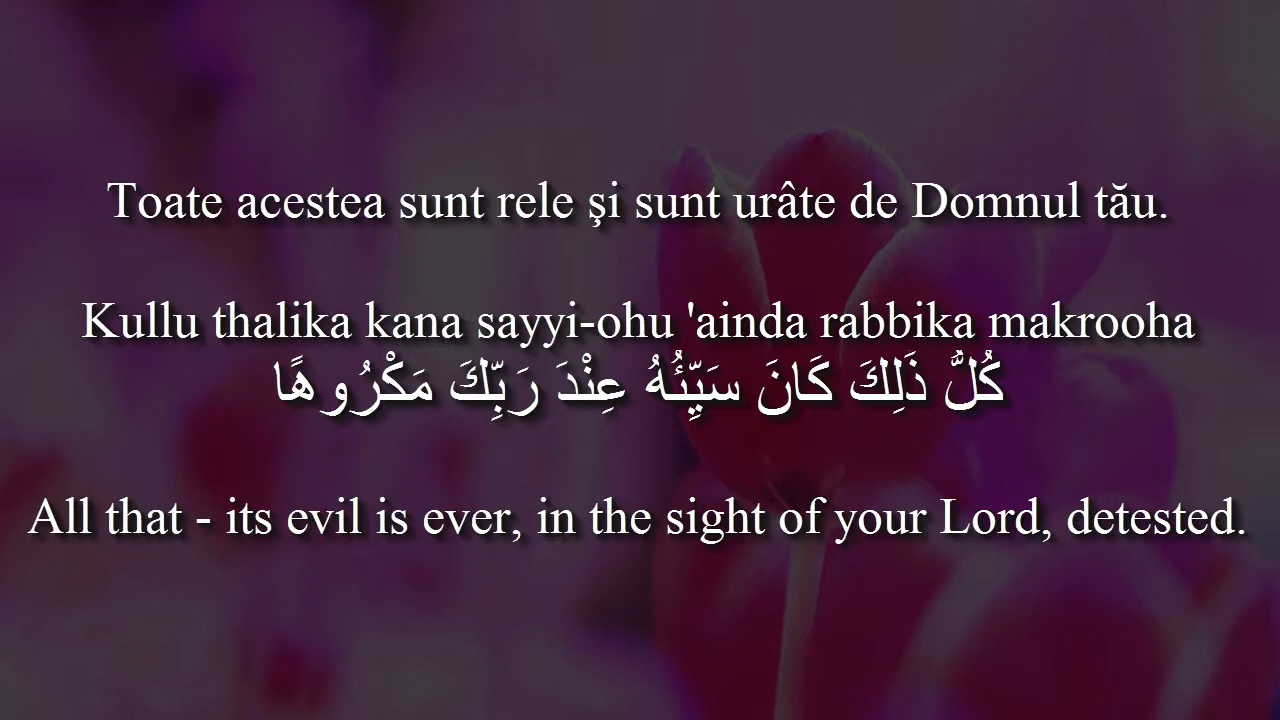 Toate acestea sunt rele şi sunt urâte de Domnul tău.
Kullu thalika kana sayyi-ohu 'ainda rabbika makrooha
كُلُّ ذَلِكَ كَانَ سَيِّئُهُ عِنْدَ رَبِّكَ مَكْرُوهًا
All that - its evil is ever, in the sight of your Lord, detested.